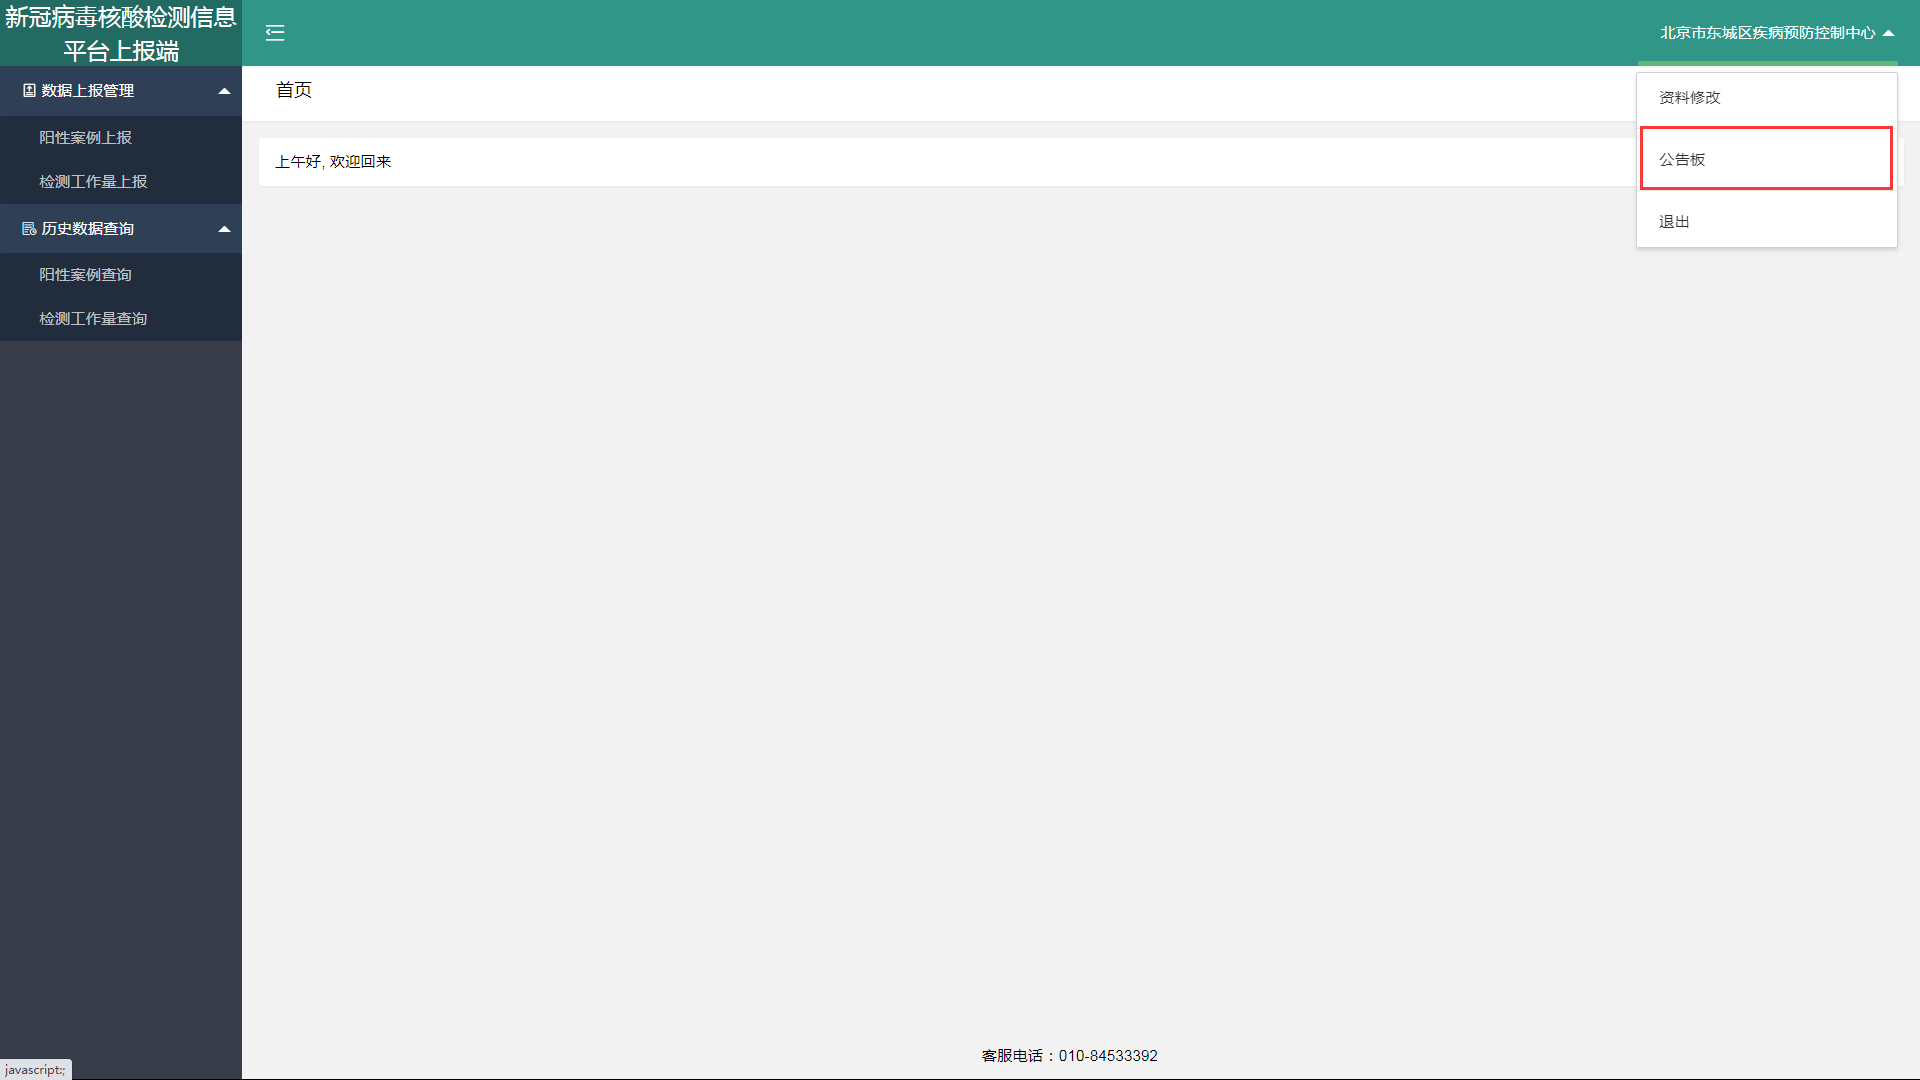 新冠病毒核酸检测信息
平台上报端
北京市东城区疾病预防控制中心
数据上报管理
阳性案例上报
检测工作量上报
历史数据查询
阳性案例查询
检测工作量查询
首页
上午好, 欢迎回来
资料修改
公告板
退出
客服电话：010-84533392
javascript:;